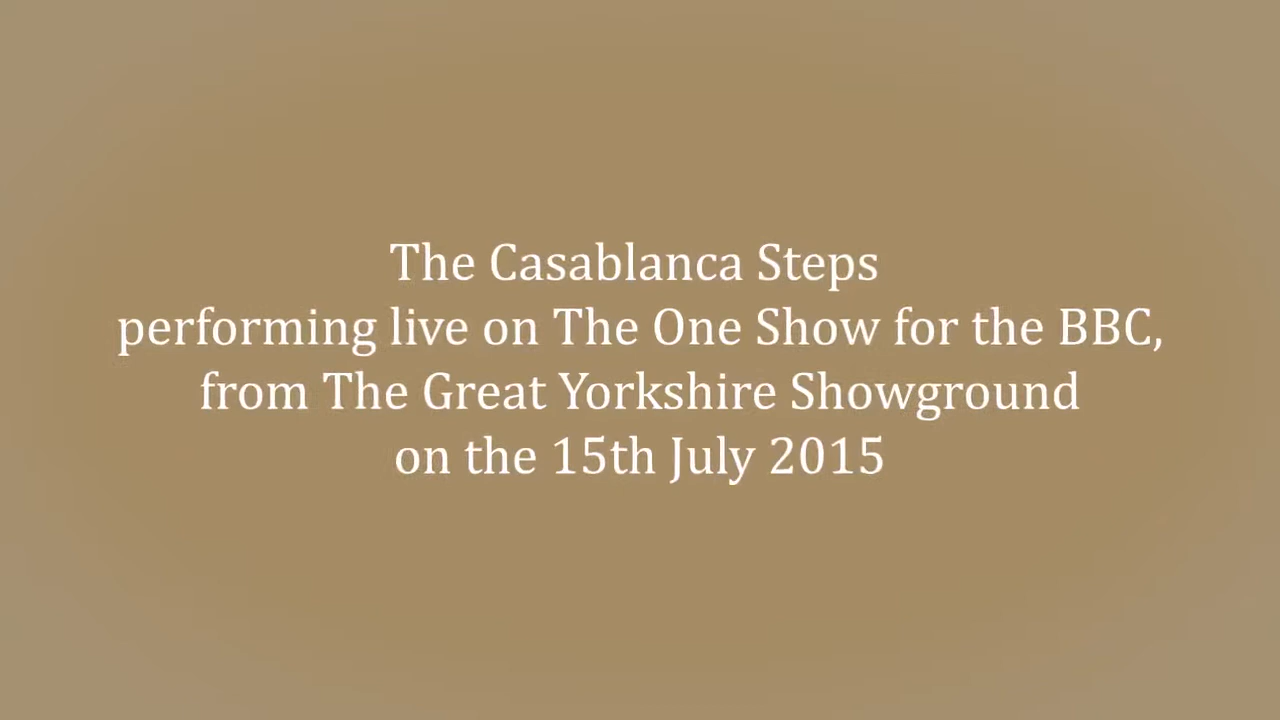 The Casablanca Steps
performing live on The One Show for the BBC,
from The Great Yorkshire Showground
on the 15th July 2015